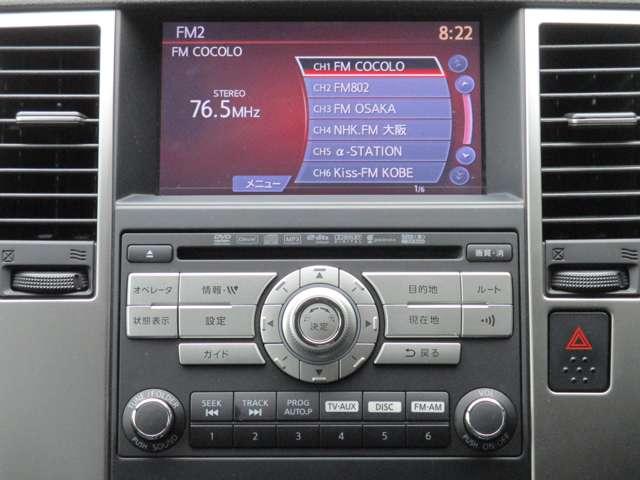 FM2
8:22
FM COCOLO
CH1 FM COCOLO
STEREO
CH2 FM802
76.5MHz
CH3 FM OSAKA
CH4 NHK.FM 大阪
CH5 α-STATION
メニュー
CH6 Kiss-FM KOBE
1/6
DVD
MP3
画質・消
オペレータ
情報・
目的地
ルート
状態表示
設定
決定
現在地
ガイド
戻る
TUNE/FOLDER
PUSH SOUND
SEEK
TRACK
PROG
AUTO.P
TV-AUX
DISC
FM-AM
1 2 3 4 5 6
VOL
PUSH ON·OFF